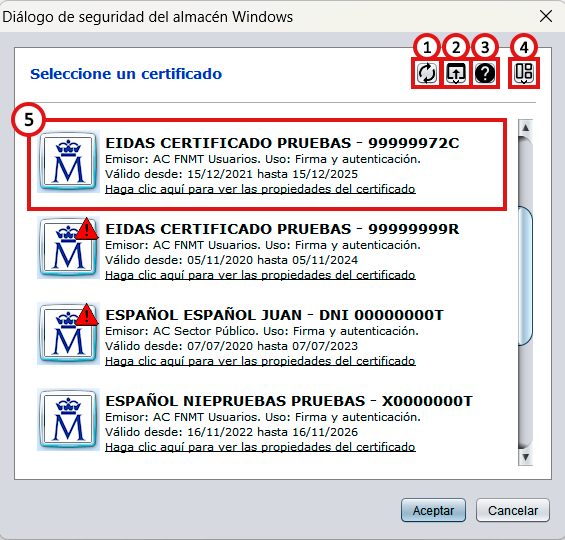 Diálogo de seguridad del almacén Windows
1 2 3 4
Seleccione un certificado
?
5
EIDAS CERTIFICADO PRUEBAS - 99999972C
Emisor: AC FNMT Usuarios. Uso: Firma y autenticación.
Válido desde: 15/12/2021 hasta 15/12/2025
Haga clic aquí para ver las propiedades del certificado
M
EIDAS CERTIFICADO PRUEBAS - 99999999R
Emisor: AC FNMT Usuarios. Uso: Firma y autenticación.
Válido desde: 05/11/2020 hasta 05/11/2024
Haga clic aquí para ver las propiedades del certificado
M
ESPAÑOL ESPAÑOL JUAN - DNI 00000000T
Emisor: AC Sector Público. Uso: Firma y autenticación.
Válido desde: 07/07/2020 hasta 07/07/2023
Haga clic aquí para ver las propiedades del certificado
M
ESPAÑOL NIEPRUEBAS PRUEBAS - X0000000T
Emisor: AC FNMT Usuarios. Uso: Firma y autenticación.
Válido desde: 16/11/2022 hasta 16/11/2026
Haga clic aquí para ver las propiedades del certificado
M
Aceptar Cancelar